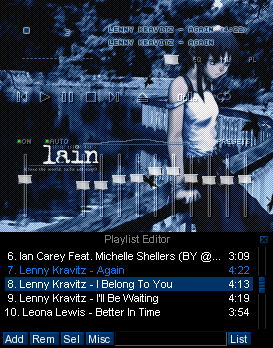 LENNY KRAVITZ - AGAIN (4:22)
LENNY KRAVITZ - AGAIN
EQ PL
ON AUTO PRESETS
lain
Playlist Editor
6. Ian Carey Feat. Michelle Shellers (BY @... 3:09
7. Lenny Kravitz - Again 4:22
8. Lenny Kravitz - I Belong To You 4:13
9. Lenny Kravitz - I'll Be Waiting 4:19
10. Leona Lewis - Better In Time 3:54
Add Rem Sel Misc List